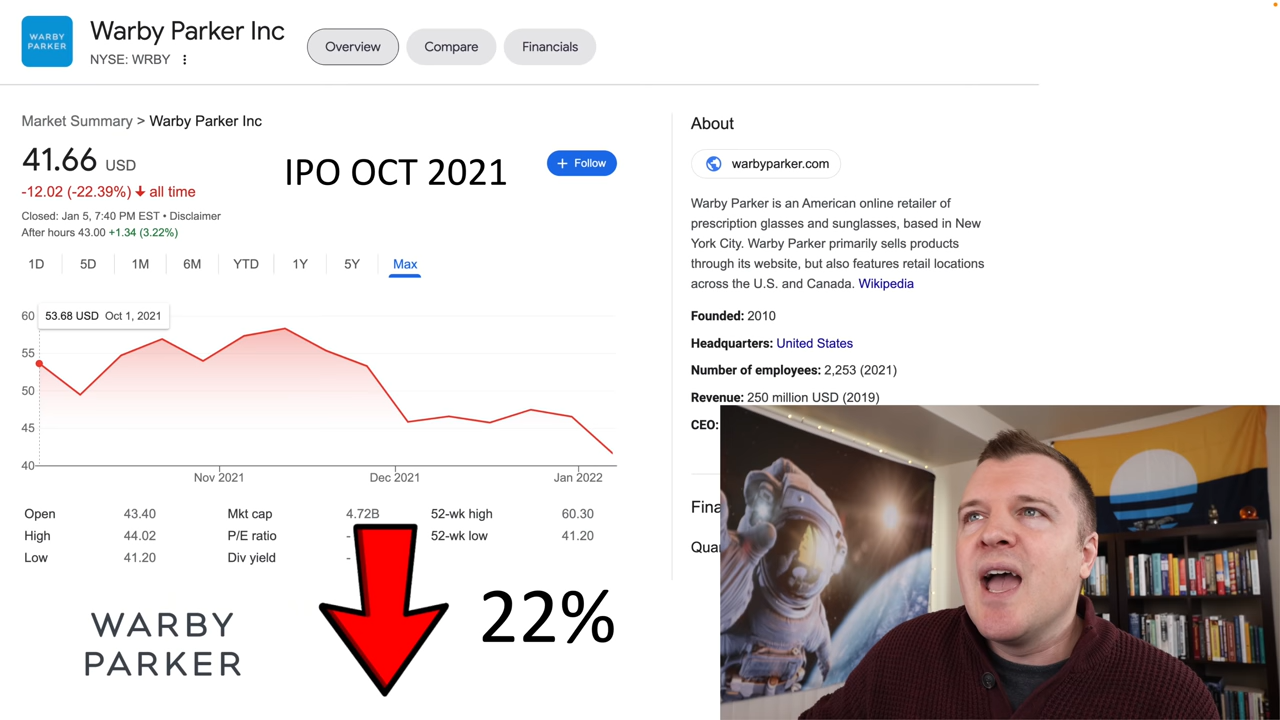 WARBY
PARKER
Warby Parker Inc
NYSE: WRBY
Overview
Compare
Financials
Market Summary > Warby Parker Inc
41.66 USD
-12.02 (-22.39%) all time
Closed: Jan 5, 7:40 PM EST • Disclaimer
After hours 43.00 +1.34 (3.22%)
IPO OCT 2021
+ Follow
1D 5D 1M 6M YTD 1Y 5Y Max
53.68 USD Oct 1, 2021
60
55
50
45
40
Nov 2021 Dec 2021 Jan 2022
Open 43.40 Mkt cap 4.72B 52-wk high 60.30
High 44.02 P/E ratio - 52-wk low 41.20
Low 41.20 Div yield -
WARBY
PARKER
22%
About
warbyparker.com
Warby Parker is an American online retailer of
prescription glasses and sunglasses, based in New
York City. Warby Parker primarily sells products
through its website, but also features retail locations
across the U.S. and Canada. Wikipedia
Founded: 2010
Headquarters: United States
Number of employees: 2,253 (2021)
Revenue: 250 million USD (2019)
CEO:
Fina
Qua